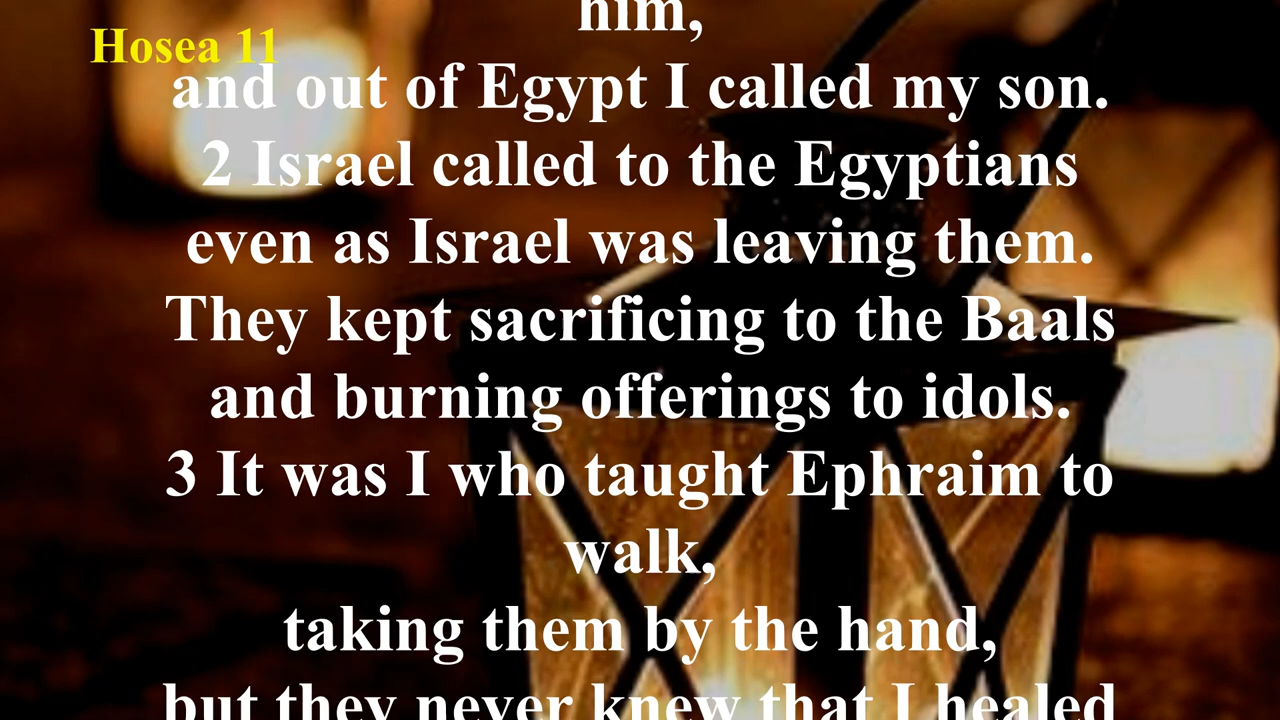 him,
Hosea 11
and out of Egypt I called my son.
2 Israel called to the Egyptians
even as Israel was leaving them.
They kept sacrificing to the Baals
and burning offerings to idols.
3 It was I who taught Ephraim to
walk,
taking them by the hand,
but they never knew that I healed